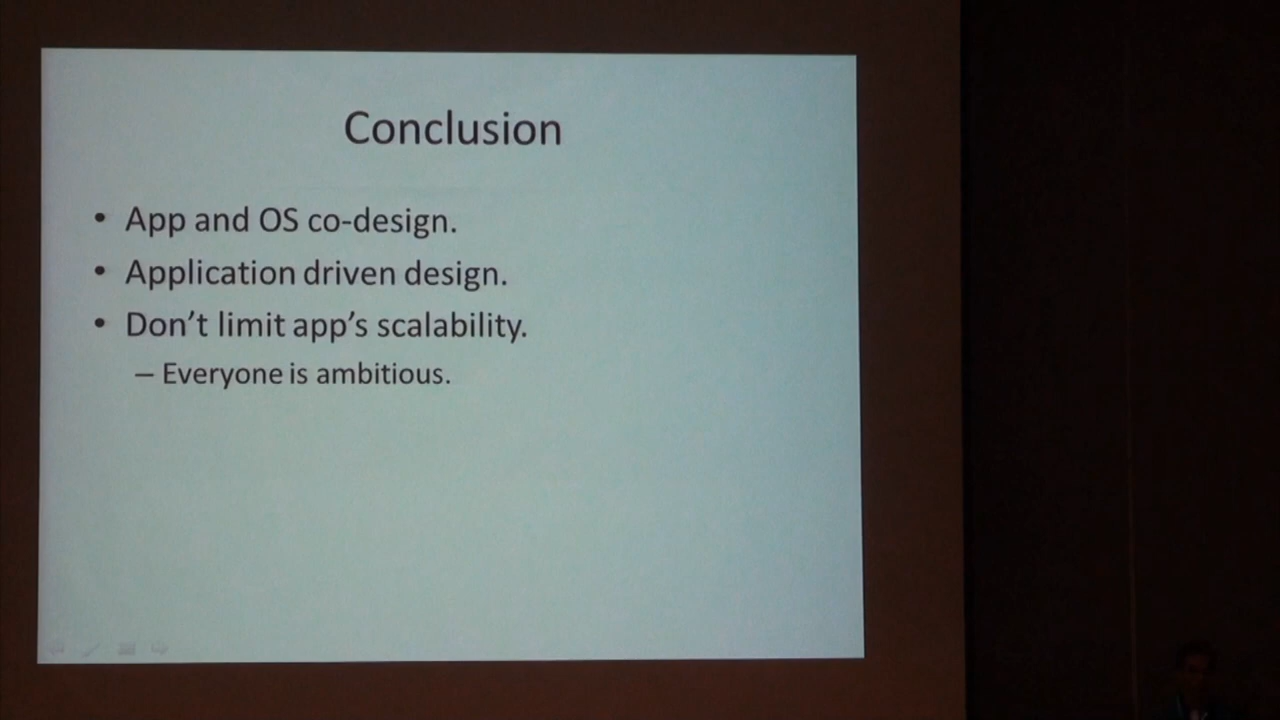 Conclusion
• App and OS co-design.
• Application driven design.
• Don’t limit app’s scalability.
– Everyone is ambitious.